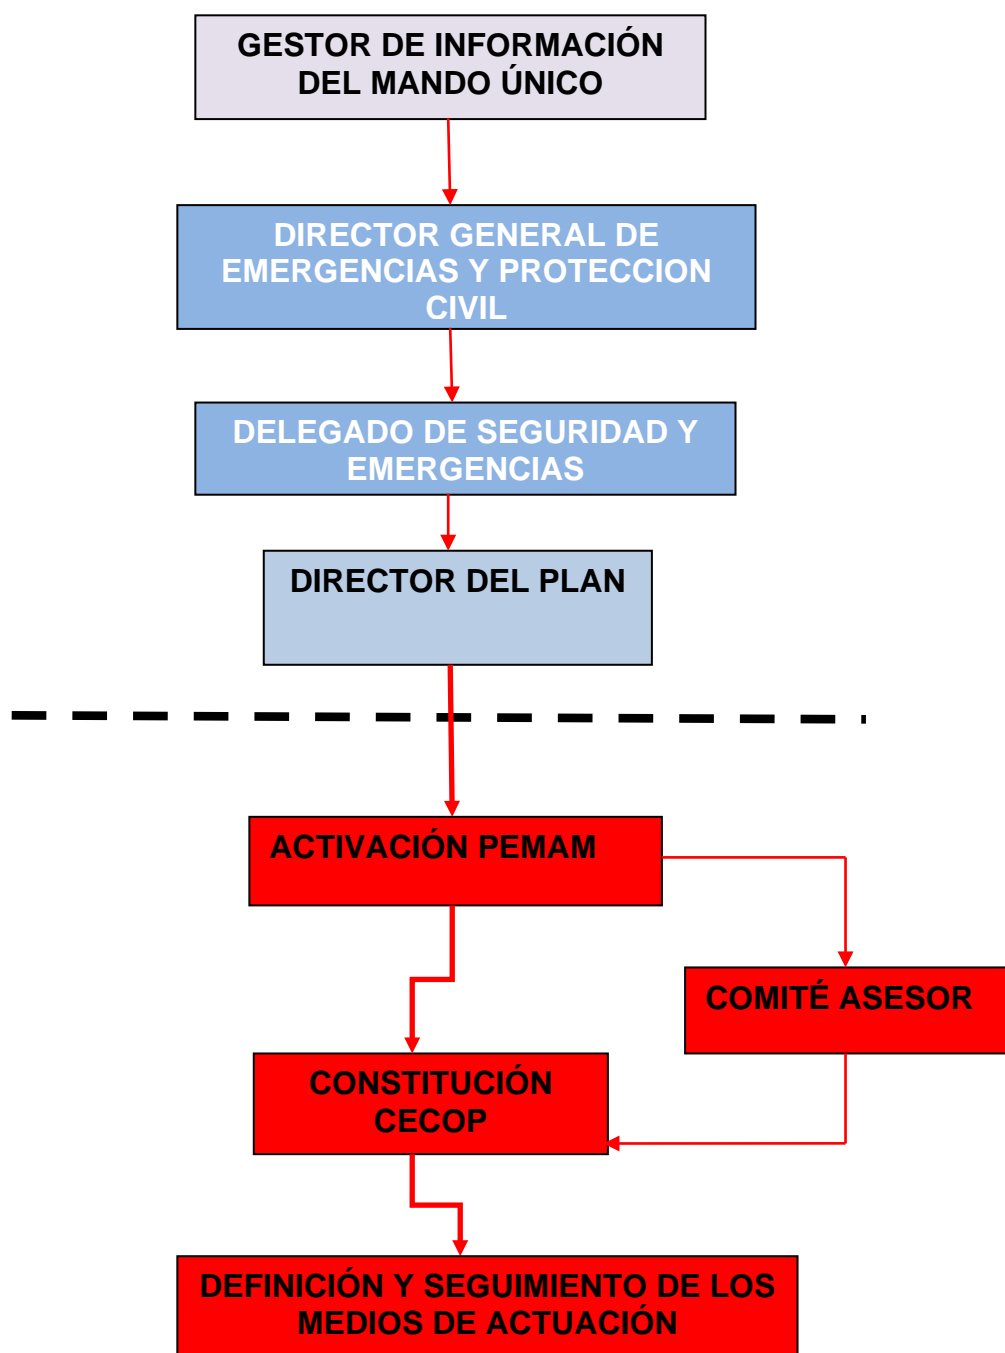 GESTOR DE INFORMACIÓN
DEL MANDO ÚNICO
DIRECTOR GENERAL DE
EMERGENCIAS Y PROTECCION
CIVIL
DELEGADO DE SEGURIDAD Y
EMERGENCIAS
DIRECTOR DEL PLAN
ACTIVACIÓN PEMAM
COMITÉ ASESOR
CONSTITUCIÓN
CECOP
DEFINICIÓN Y SEGUIMIENTO DE LOS
MEDIOS DE ACTUACIÓN